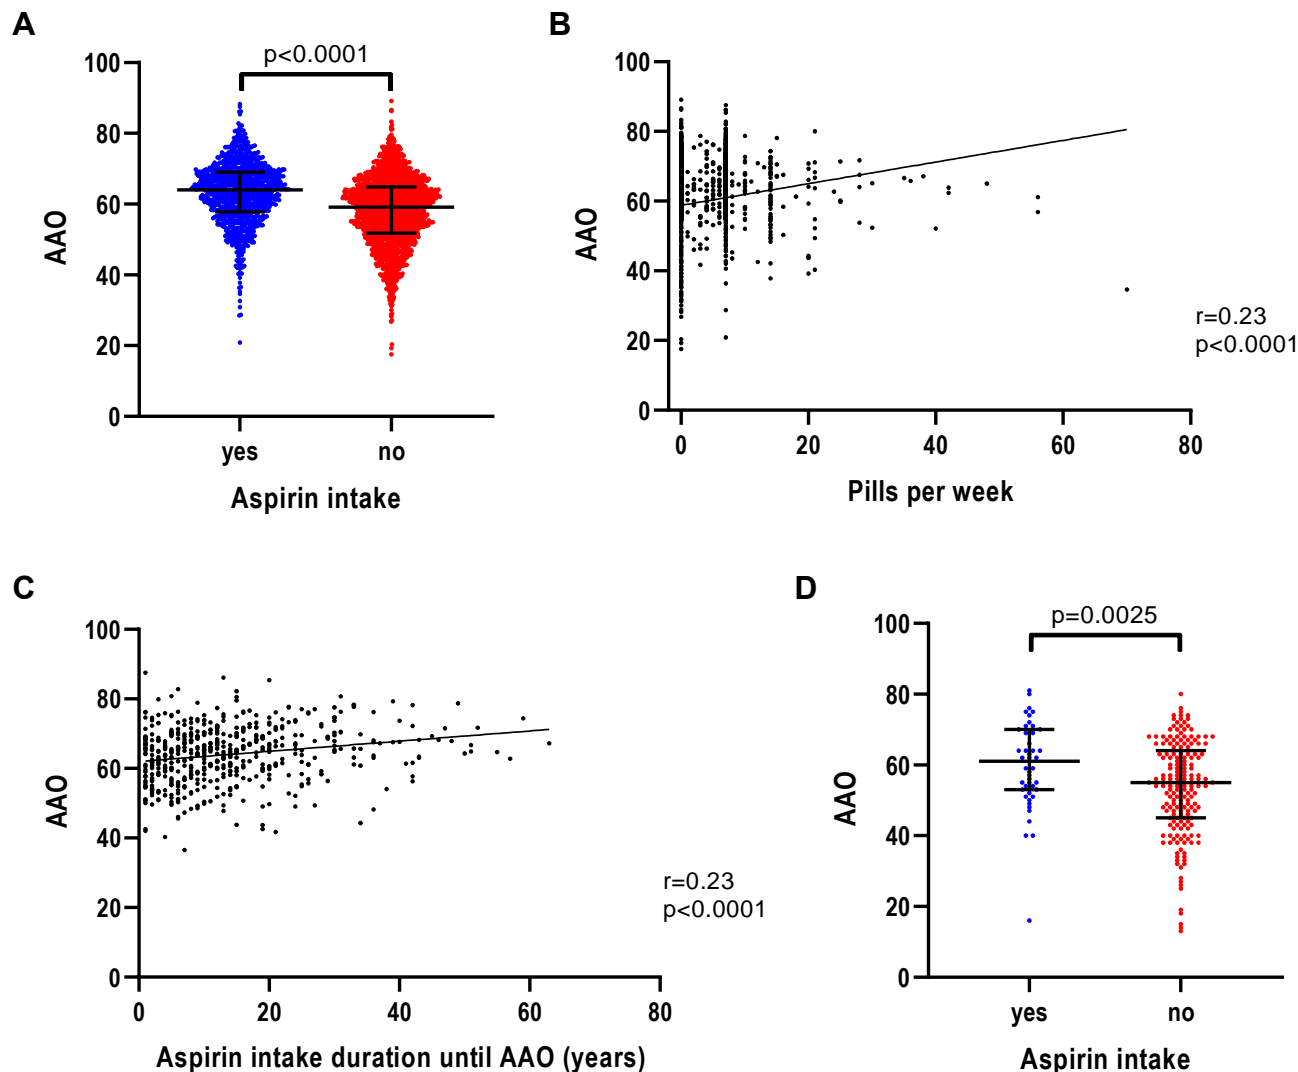 A
p<0.0001
100
80
60
40
20
0
AAO
yes
no
Aspirin intake
B
100
80
60
40
20
0
AAO
r=0.23
p<0.0001
0
20
40
60
80
Pills per week
C
100
80
60
40
20
0
AAO
r=0.23
p<0.0001
0
20
40
60
80
Aspirin intake duration until AAO (years)
D
p=0.0025
100
80
60
40
20
0
AAO
yes
no
Aspirin intake